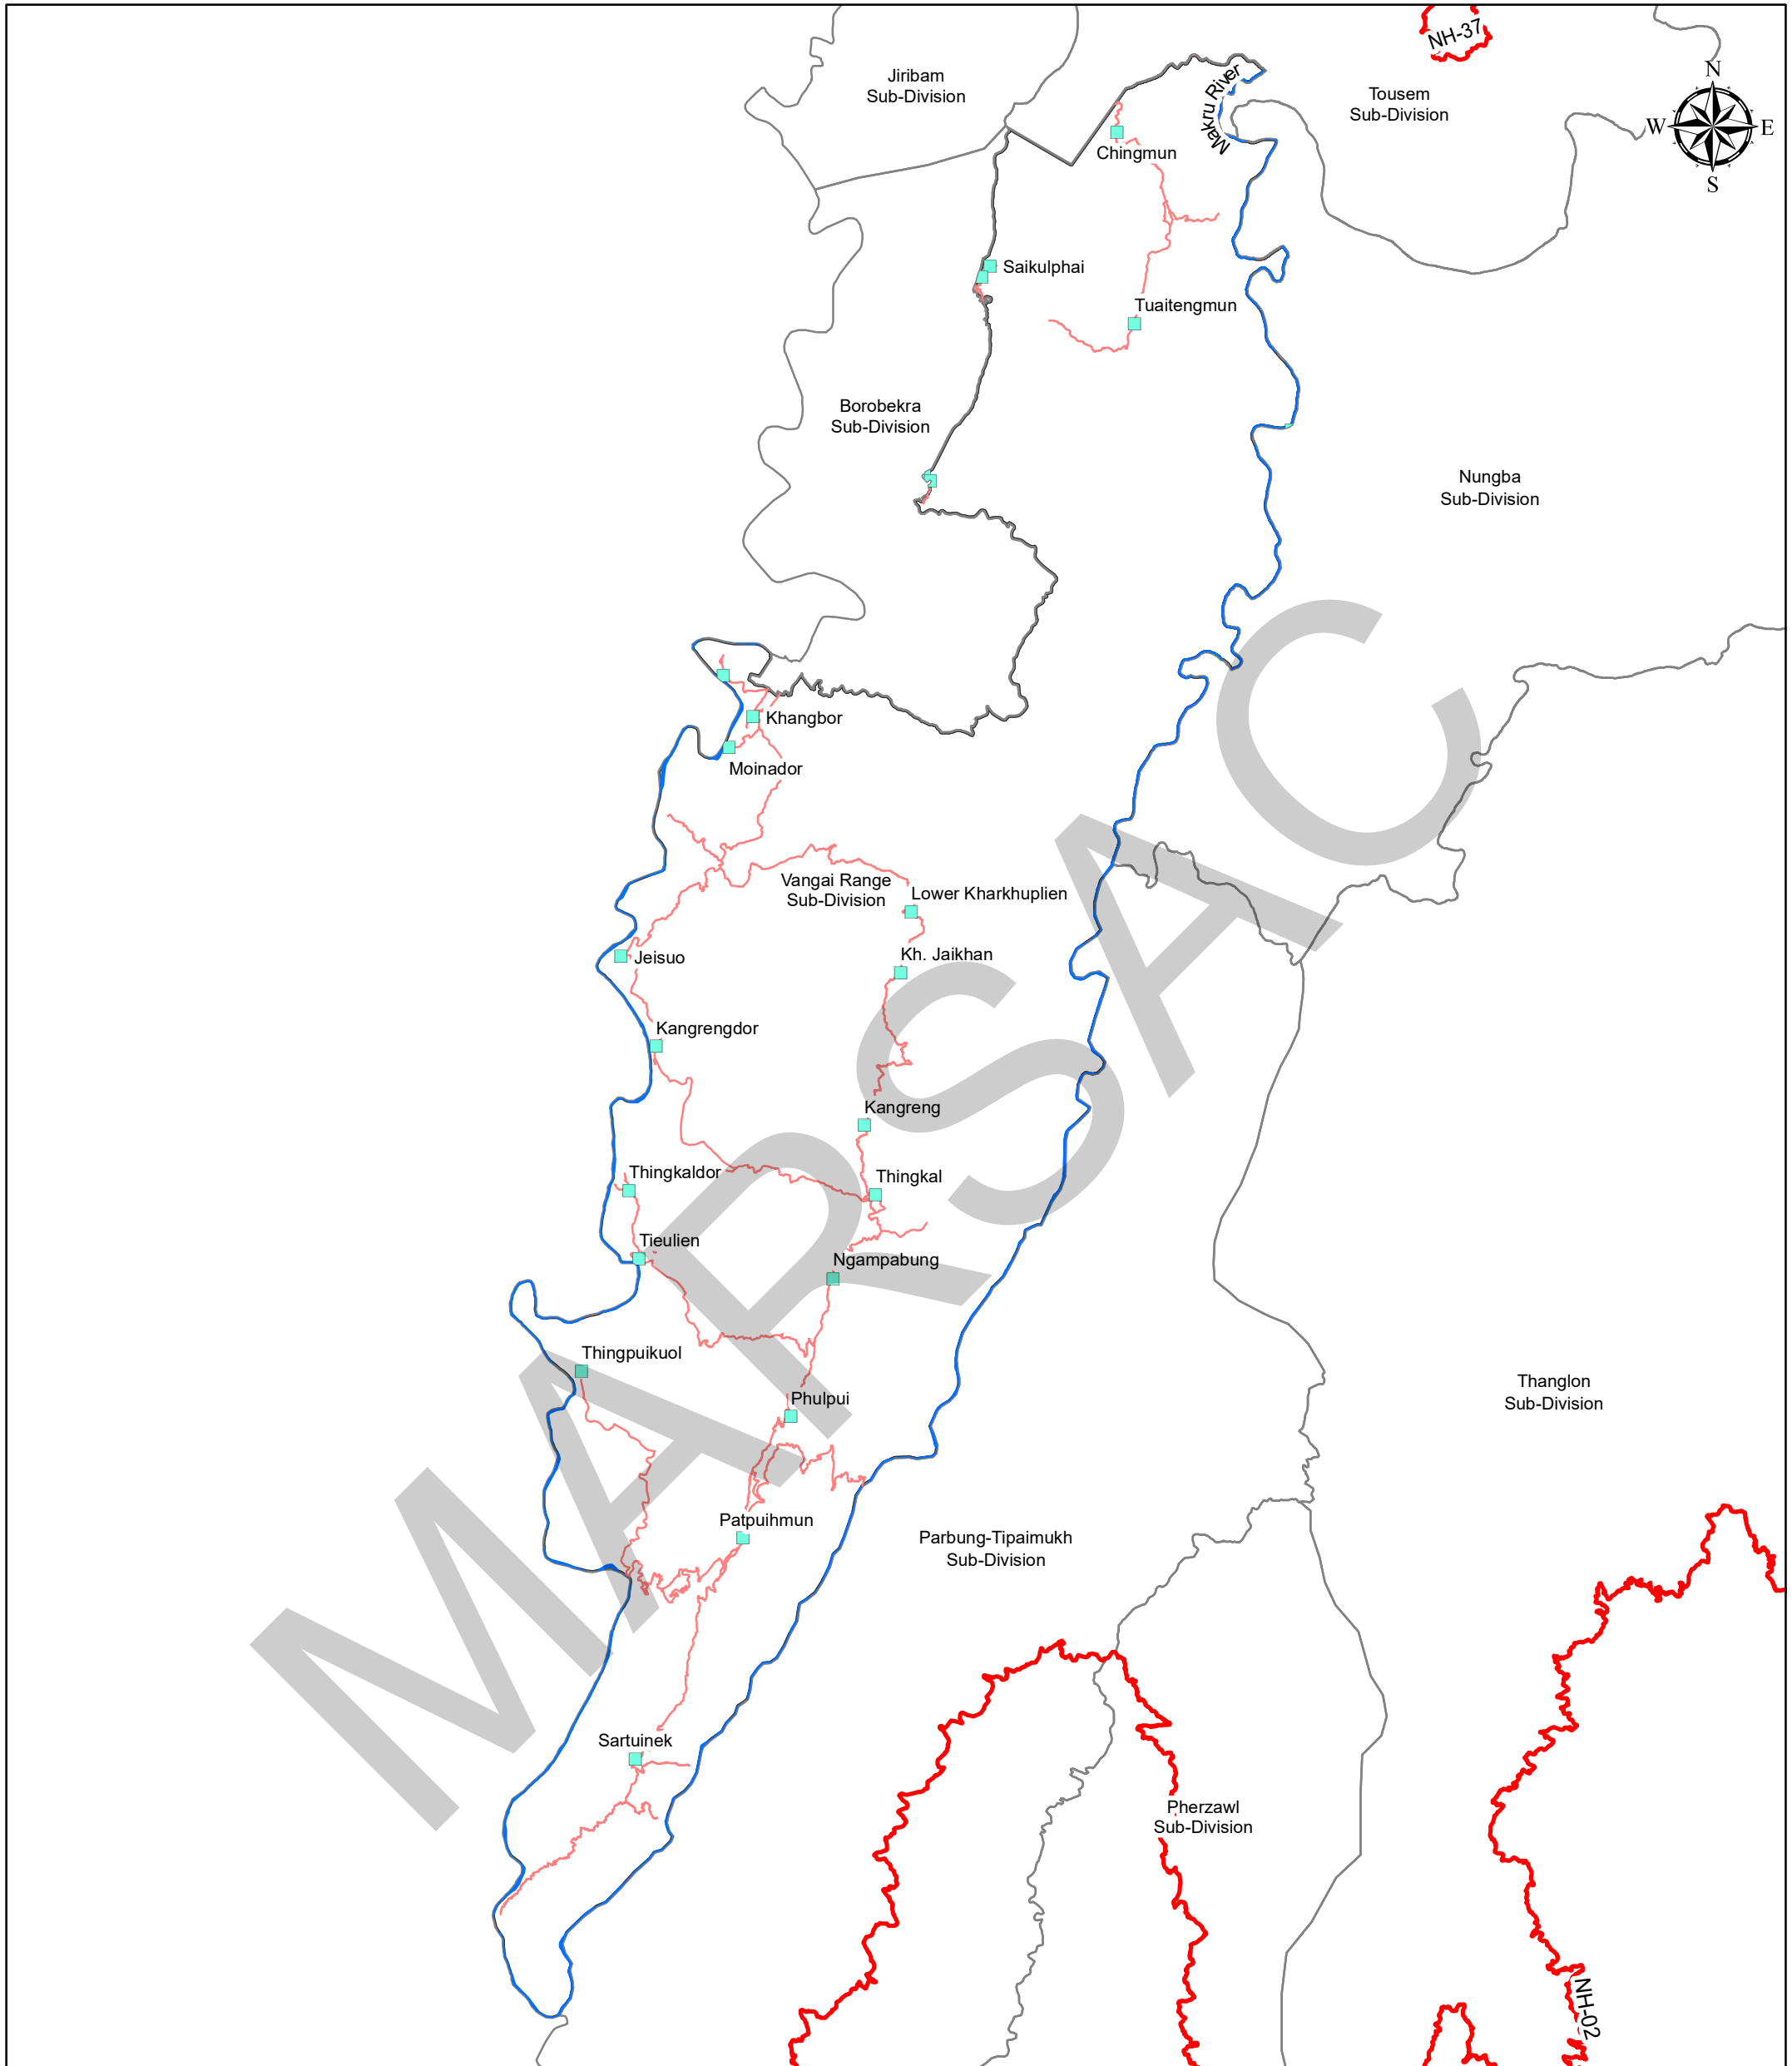 NH-37
N
Jiribam
Sub-Division
Makru River
Tousem
Sub-Division
W
E
S
Chingmun
Saikulphai
Tuaitengmun
Borobekra
Sub-Division
Nungba
Sub-Division
Khangbor
Moinador
Vangai Range
Sub-Division
Lower Kharkhuplien
Jeisuo
Kh. Jaikhan
Kangrengdor
Kangreng
Thingkaldor
Thingkal
Tieulien
Ngampabung
Thingpuikuol
Phulpui
Thanglon
Sub-Division
Patpuihmun
Parbung-Tipaimukh
Sub-Division
Sartuinek
Pherzawl
Sub-Division
NH-02
MARSAC